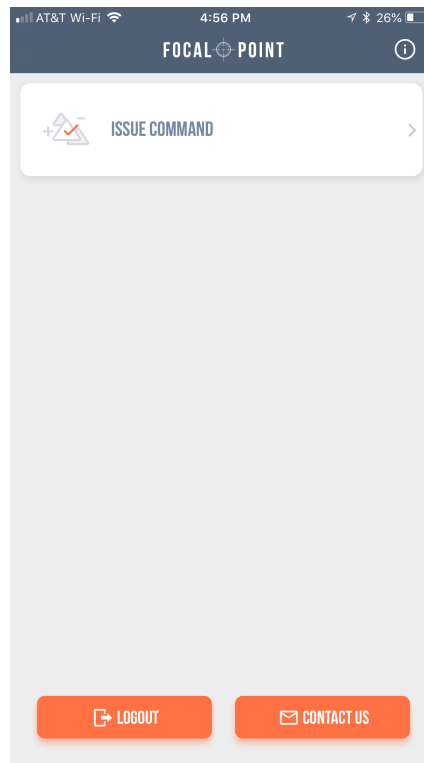 AT&T Wi-Fi 4:56 PM 26%
FOCAL POINT
ISSUE COMMAND
LOGOUT CONTACT US